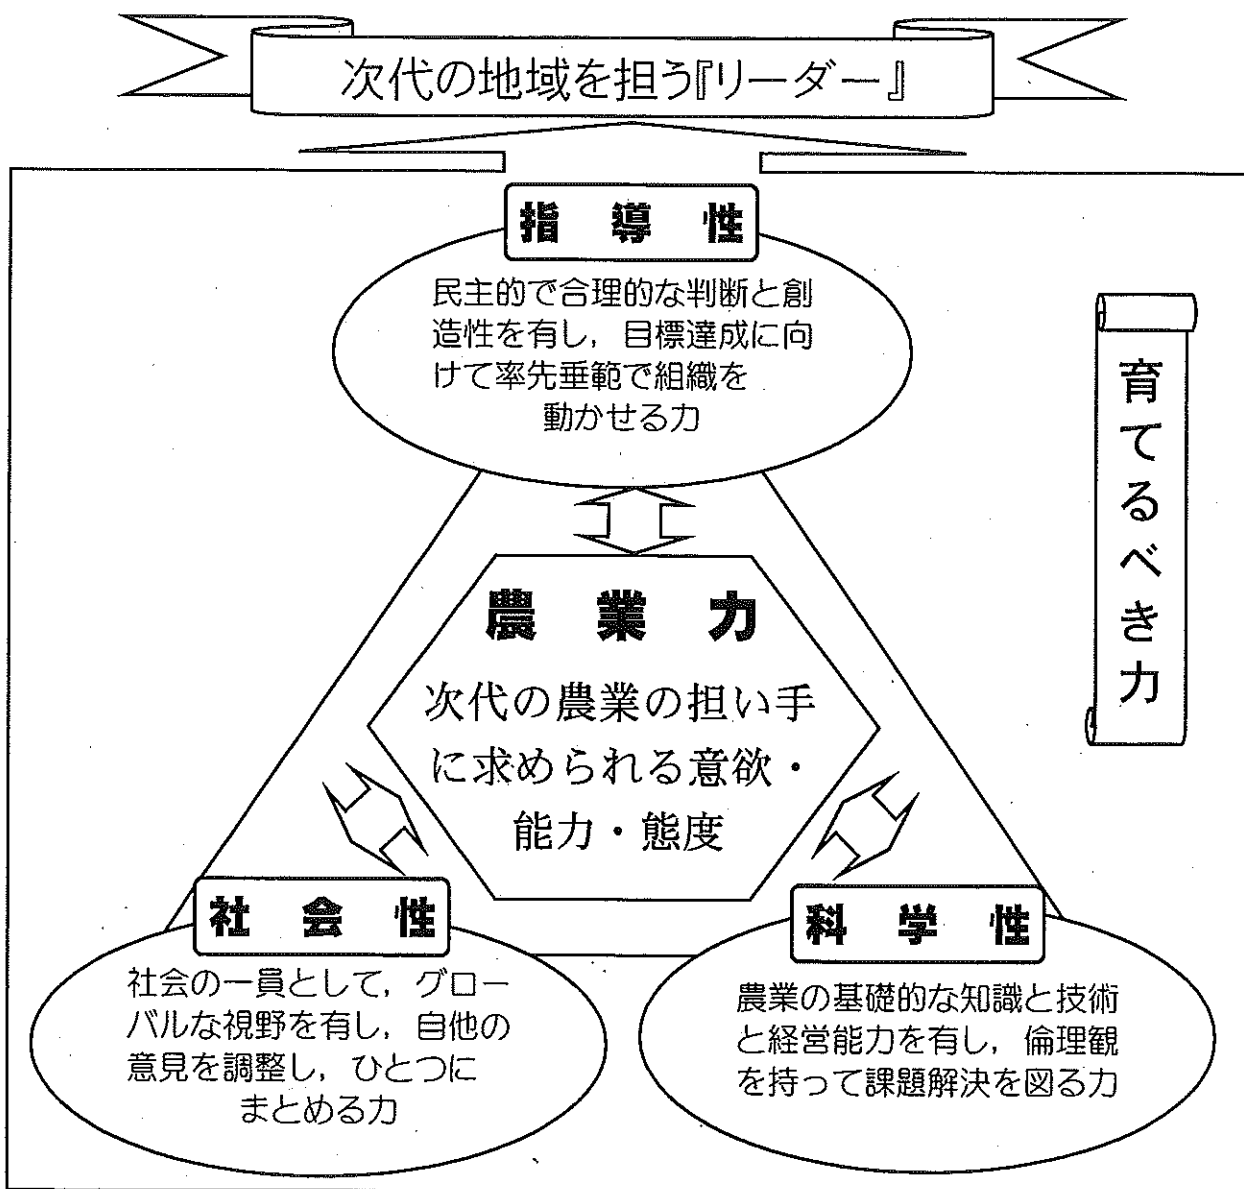 次代の地域を担う『リーダー』
指導性
民主的で合理的な判断と創
造性を有し，目標達成に向
けて率先垂範で組織を
動かせる力
育てるべき力
農業力
次代の農業の担い手
に求められる意欲・
能力・態度
社会性
社会の一員として，グロー
バルな視野を有し，自他の
意見を調整し，ひとつに
まとめる力
科学性
農業の基礎的な知識と技術
と経営能力を有し，倫理観
を持って課題解決を図る力